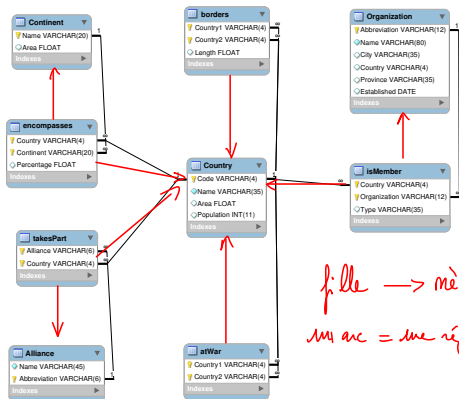 Continent
Name VARCHAR(20)
Area FLOAT
Indexes
borders
Country1 VARCHAR(4)
Country2 VARCHAR(4)
Length FLOAT
Indexes
Organization
Abbreviation VARCHAR(12)
Name VARCHAR(80)
City VARCHAR(35)
Country VARCHAR(4)
Province VARCHAR(35)
Established DATE
Indexes
encompasses
Country VARCHAR(4)
Continent VARCHAR(20)
Percentage FLOAT
Indexes
Country
Code VARCHAR(4)
Name VARCHAR(35)
Area FLOAT
Population INT(11)
Indexes
isMember
Country VARCHAR(4)
Organization VARCHAR(12)
Type VARCHAR(35)
Indexes
takesPart
Alliance VARCHAR(6)
Country VARCHAR(4)
Indexes
Alliance
Name VARCHAR(45)
Abbreviation VARCHAR(6)
Indexes
atWar
Country1 VARCHAR(4)
Country2 VARCHAR(4)
Indexes
fille → mè
un arc = une ré